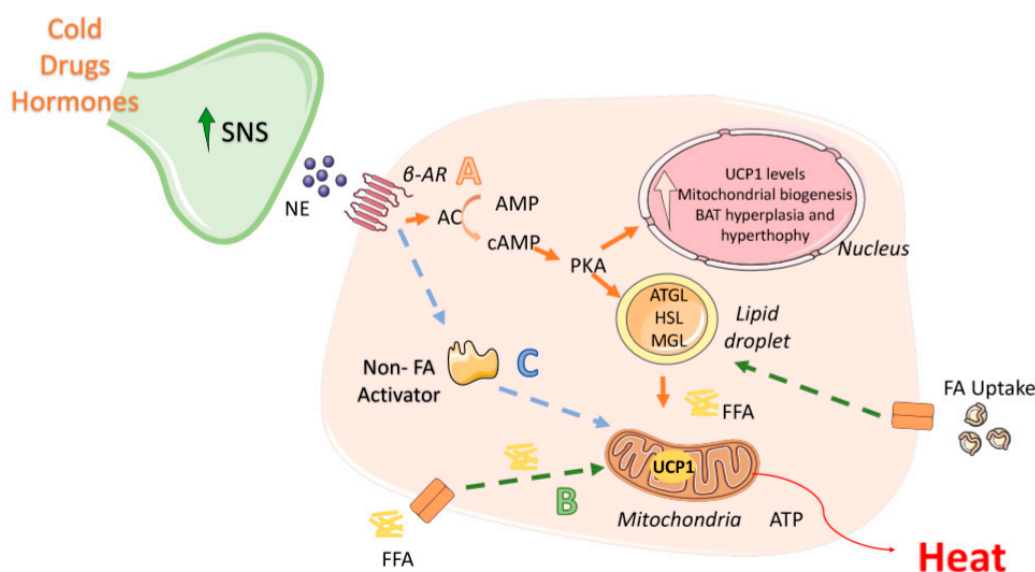 Cold
Drugs
Hormones
SNS
NE
β-AR
A
AC
AMP
cAMP
PKA
UCP1 levels
Mitochondrial biogenesis
BAT hyperplasia and
hyperthophy
Nucleus
ATGL
HSL
MGL
Lipid
droplet
Non- FA
Activator
C
FFA
FA Uptake
UCP1
B
Mitochondria
ATP
FFA
Heat